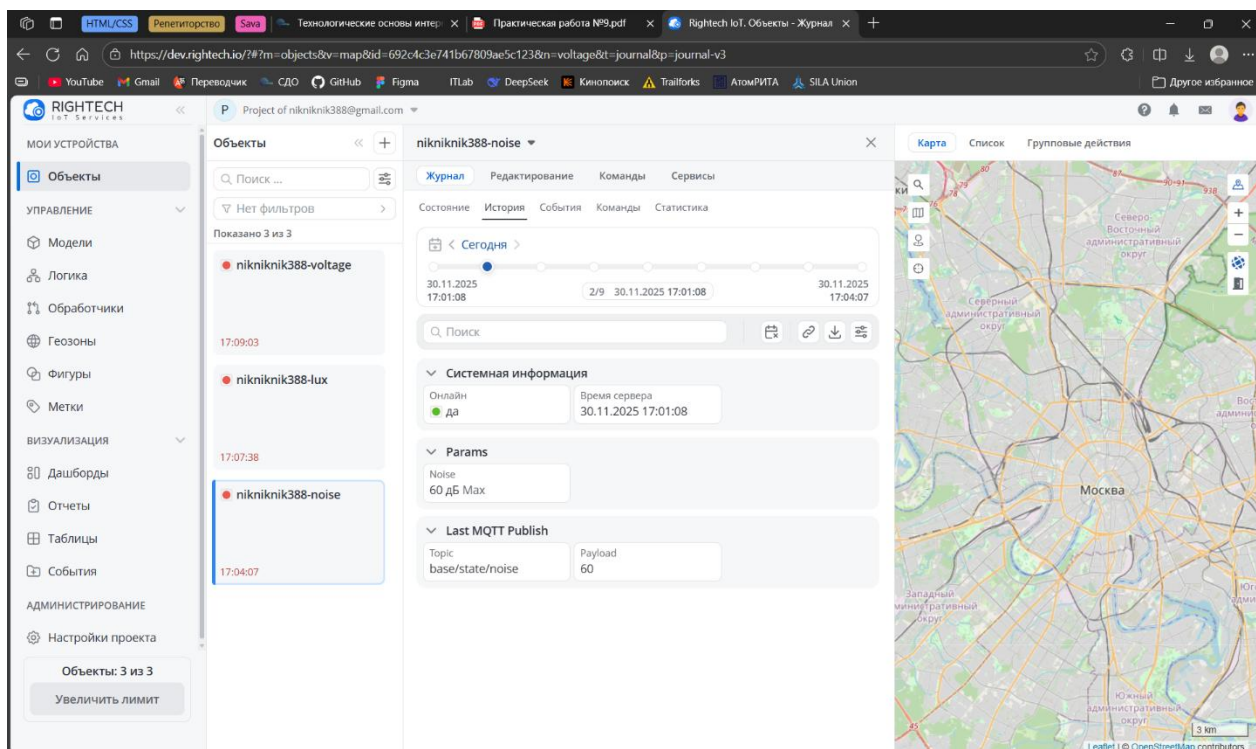 HTML/CSS
Репетиторство
Sava
Технологические основы интер
Практическая работа №9.pdf
Rightech IoT. Объекты - Журнал
https://dev.rightech.io/?#?m=objects&v=map&id=692c4c3e741b67809ae5c123&n=voltage&t=journal&p=journal-v3
YouTube
Gmail
Переводчик
СДО
GitHub
Figma
ITLab
DeepSeek
Кинопоиск
Trailforks
АтомРИТА
SILA Union
Другое избранное
RIGHTECH
IoT Services
P Project of nikniknik388@gmail.com
МОИ УСТРОЙСТВА
Объекты
УПРАВЛЕНИЕ
Модели
Логика
Обработчики
Геозоны
Фигуры
Метки
ВИЗУАЛИЗАЦИЯ
Дашборды
Отчеты
Таблицы
События
АДМИНИСТРИРОВАНИЕ
Настройки проекта
Объекты: 3 из 3
Увеличить лимит
Объекты
Поиск ...
Нет фильтров
Показано 3 из 3
nikniknik388-voltage
17:09:03
nikniknik388-lux
17:07:38
nikniknik388-noise
17:04:07
nikniknik388-noise
Журнал Редактирование Команды Сервисы
Состояние История События Команды Статистика
Сегодня
30.11.2025
17:01:08
2/9 30.11.2025 17:01:08
30.11.2025
17:04:07
Поиск
Системная информация
Онлайн
да
Время сервера
30.11.2025 17:01:08
Params
Noise
60 дБ Max
Last MQTT Publish
Topic
base/state/noise
Payload
60
Карта Список Групповые действия
Северо-
Восточный
административный
округ
Северный
административный
округ
Москва
Западный
округ
Южный
административный
округ
3 km
Leaflet | © OpenStreetMap contributors